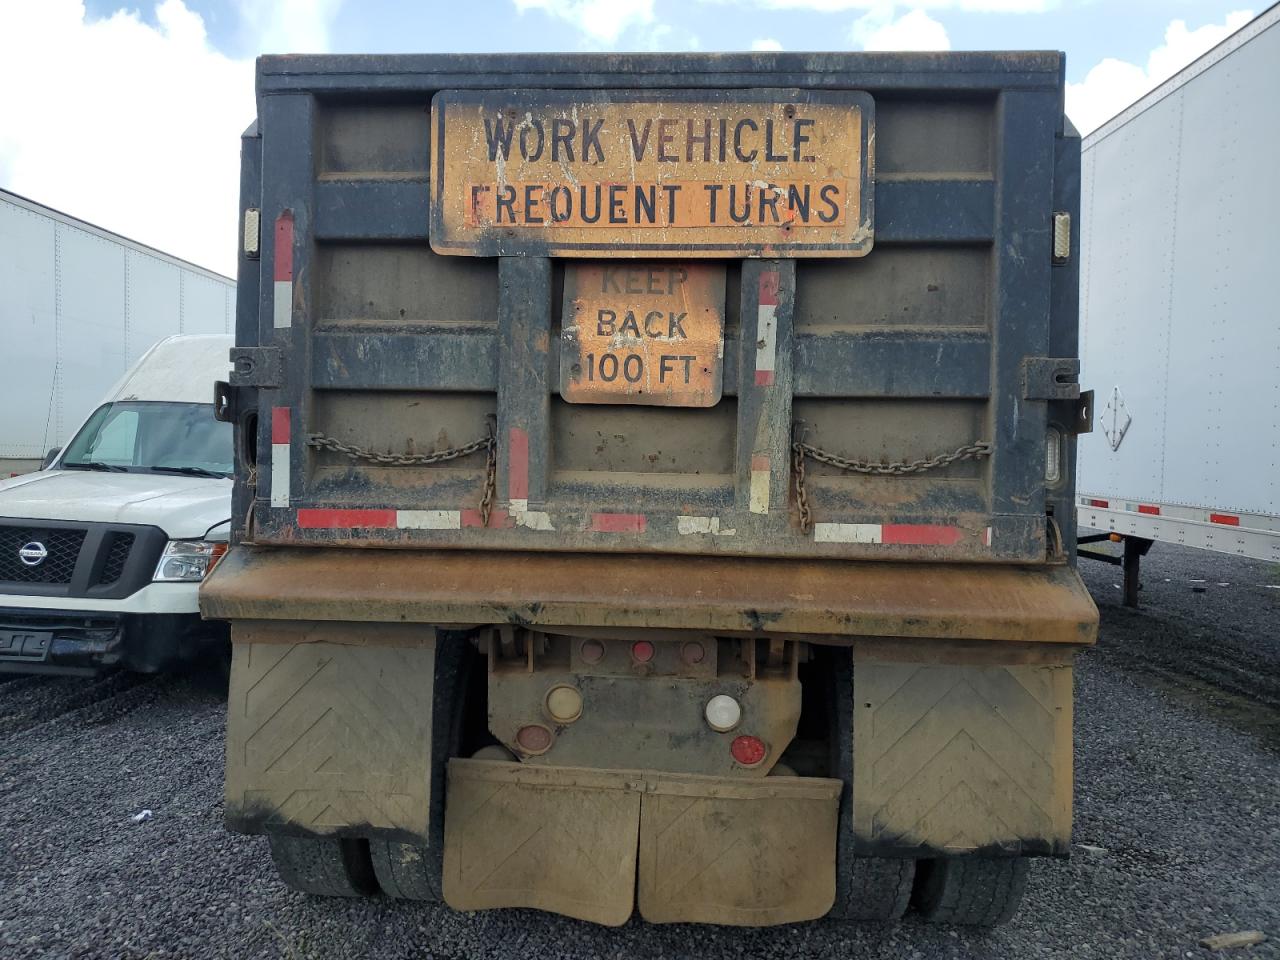 WORK VEHICLE
FREQUENT TURNS
KEEP
BACK
100 FT
NISSAN